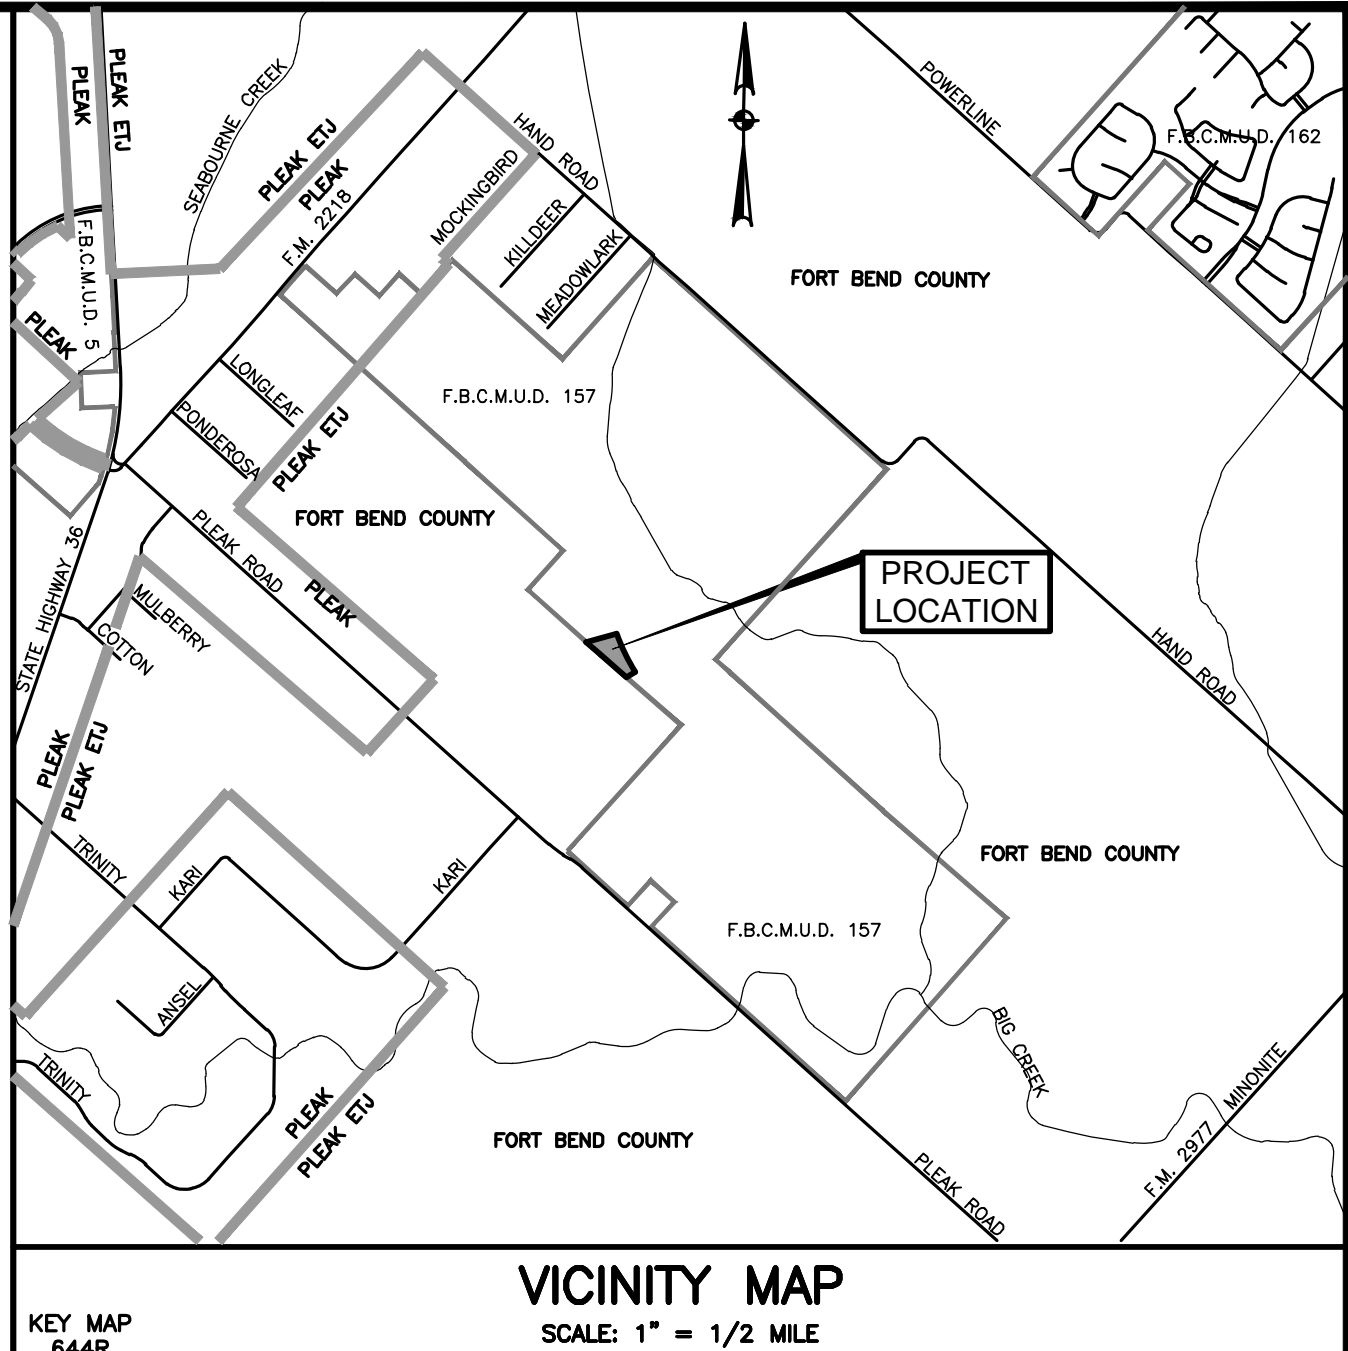 PLEAK
PLEAK ETJ
SEABOURNE CREEK
PLEAK ETJ
PLEAK
F.M. 2218
HAND ROAD
MOCKINGBIRD
KILLDEER
MEADOWLARK
POWERLINE
F.B.C.M.U.D. 162
FORT BEND COUNTY
F.B.C.M.U.D. 5
PLEAK
LONGLEAF
PONDEROSA
PLEAK ETJ
F.B.C.M.U.D. 157
FORT BEND COUNTY
PLEAK ROAD
PLEAK
STATE HIGHWAY 36
MULBERRY
COTTON
PROJECT
LOCATION
HAND ROAD
PLEAK
PLEAK ETJ
TRINITY
KARI
KARI
FORT BEND COUNTY
F.B.C.M.U.D. 157
ANSEL
TRINITY
PLEAK
PLEAK ETJ
FORT BEND COUNTY
BIG CREEK
PLEAK ROAD
F.M. 2977
MINONITE
VICINITY MAP
SCALE: 1" = 1/2 MILE
KEY MAP
644R